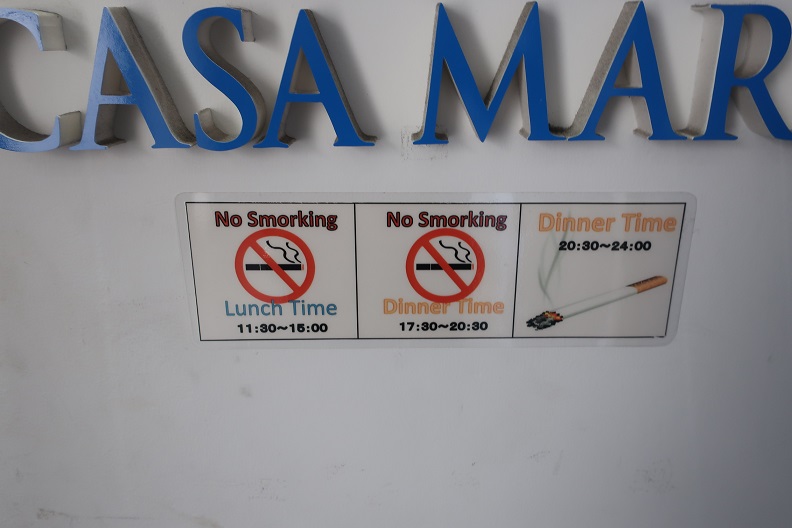 CASA MAR
No Smorking
Lunch Time
11:30～15:00
No Smorking
Dinner Time
17:30～20:30
Dinner Time
20:30～24:00